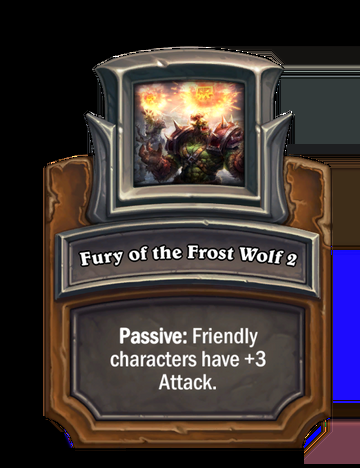 Fury of the Frost Wolf 2
Passive: Friendly
characters have +3
Attack.